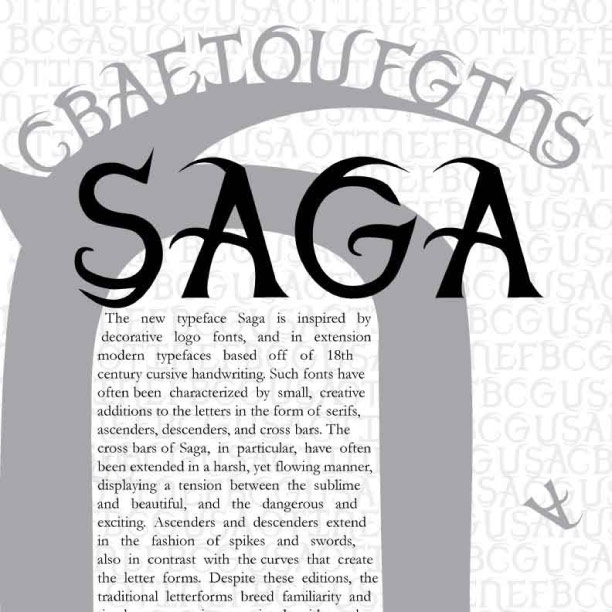 CBAEIOUFGTNS
SAGA
The new typeface Saga is inspired by
decorative logo fonts, and in extension
modern typefaces based off of 18th
century cursive handwriting. Such fonts have
often been characterized by small, creative
additions to the letters in the form of serifs,
ascenders, descenders, and cross bars. The
cross bars of Saga, in particular, have often
been extended in a harsh, yet flowing manner,
displaying a tension between the sublime
and beautiful, and the dangerous and
exciting. Ascenders and descenders extend
in the fashion of spikes and swords,
also in contrast with the curves that create
the letter forms. Despite these editions, the
traditional letterforms breed familiarity and
A